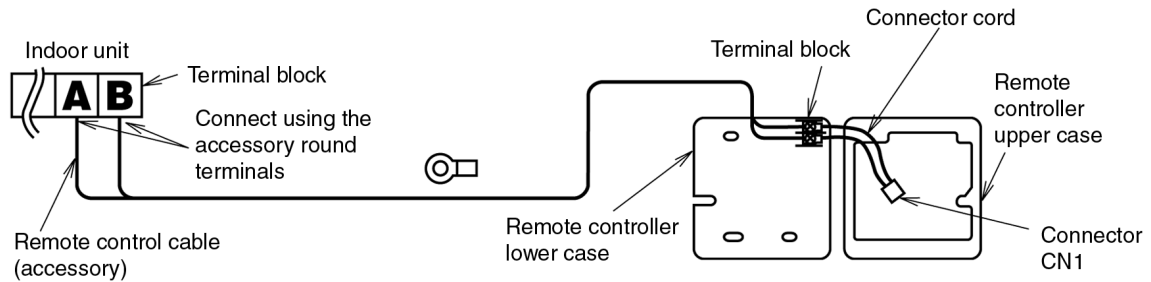 Connector cord
Indoor unit
Terminal block
Terminal block
A B
Connect using the
accessory round
terminals
Remote
controller
upper case
Remote control cable
(accessory)
Remote controller
lower case
Connector
CN1